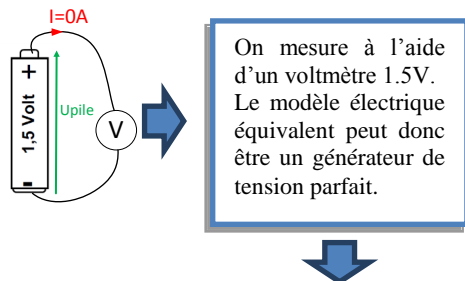 I=0A
+
1,5 Volt
-
Upile
V
On mesure à l’aide
d’un voltmètre 1.5V.
Le modèle électrique
équivalent peut donc
être un générateur de
tension parfait.